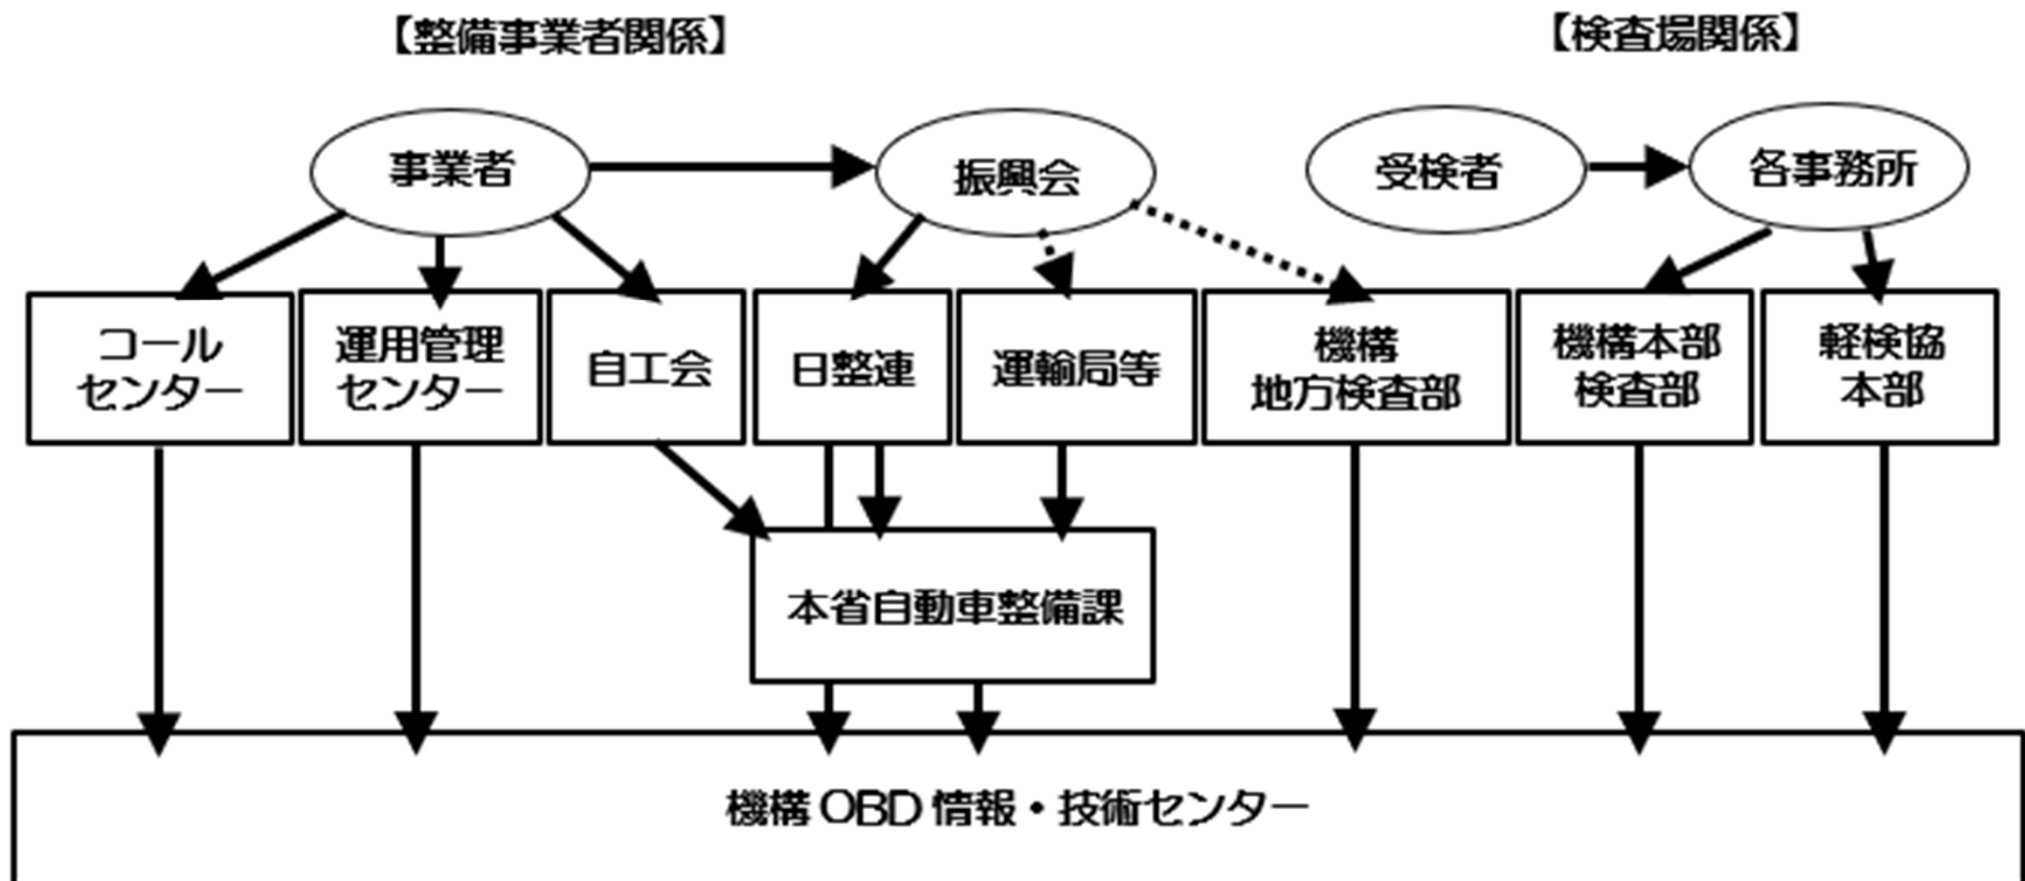 【整備事業者関係】
【検査場関係】
事業者
振興会
受検者
各事務所
コール
センター
運用管理
センター
自工会
日整連
運輸局等
機構
地方検査部
機構本部
検査部
軽検協
本部
本省自動車整備課
機構 OBD 情報・技術センター